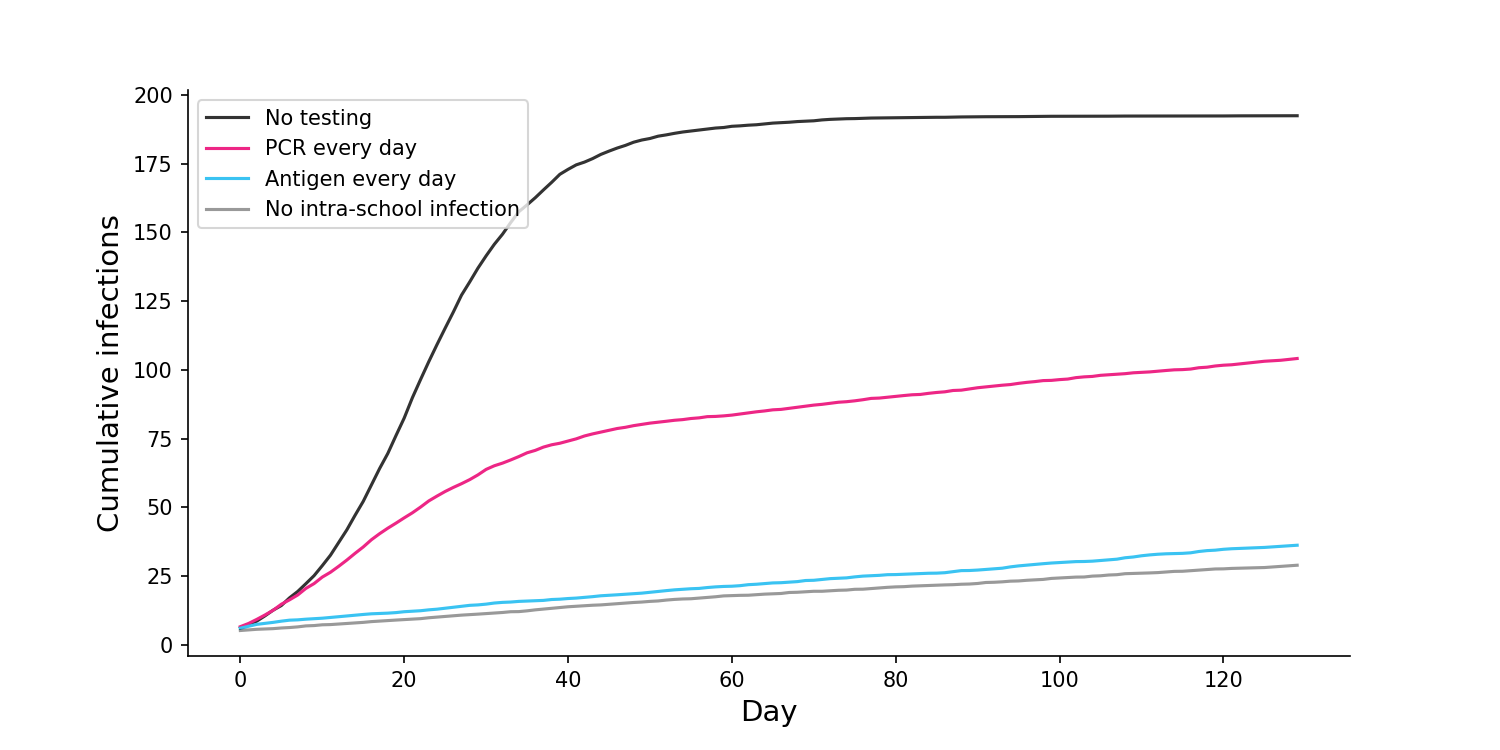 200
175
150
125
100
75
50
25
0
Cumulative infections
No testing
PCR every day
Antigen every day
No intra-school infection
0 20 40 60 80 100 120
Day